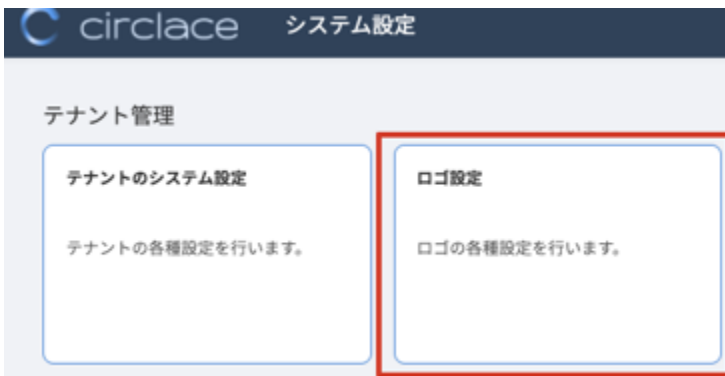 circlace システム設定
テナント管理
テナントのシステム設定
テナントの各種設定を行います。
ロゴ設定
ロゴの各種設定を行います。